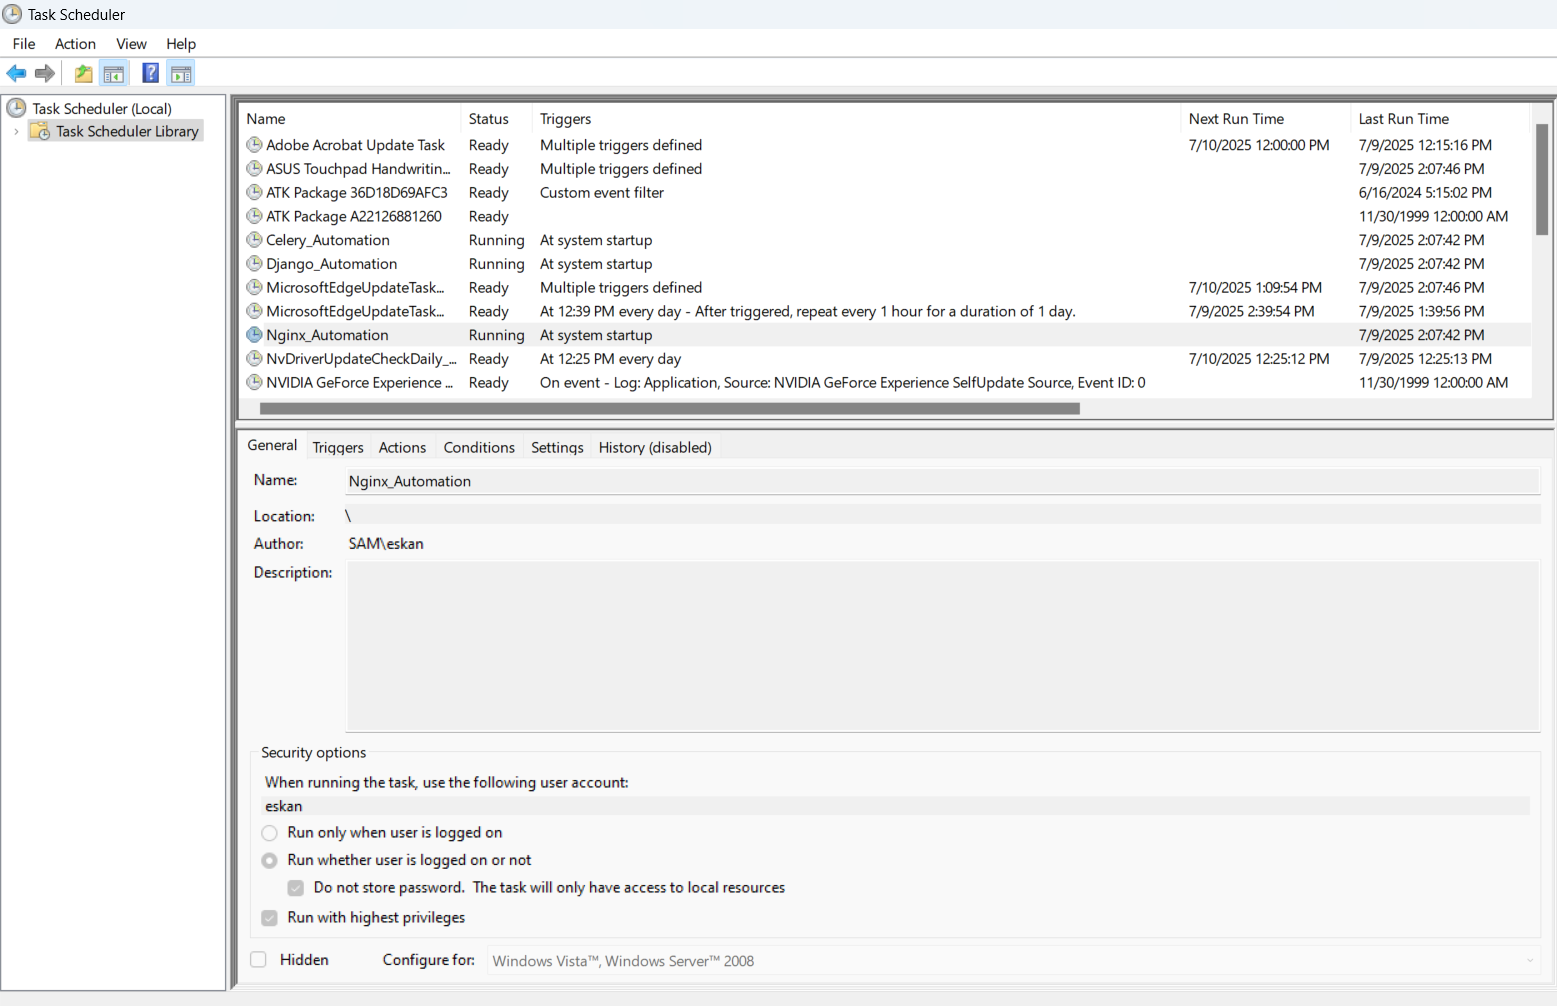 Task Scheduler
File Action View Help
Task Scheduler (Local)
Task Scheduler Library
Name Status Triggers Next Run Time Last Run Time
Adobe Acrobat Update Task Ready Multiple triggers defined 7/10/2025 12:00:00 PM 7/9/2025 12:15:16 PM
ASUS Touchpad Handwritin... Ready Multiple triggers defined 7/9/2025 2:07:46 PM
ATK Package 36D18D69AFC3 Ready Custom event filter 6/16/2024 5:15:02 PM
ATK Package A22126881260 Ready 11/30/1999 12:00:00 AM
Celery_Automation Running At system startup 7/9/2025 2:07:42 PM
Django_Automation Running At system startup 7/9/2025 2:07:42 PM
MicrosoftEdgeUpdateTask... Ready Multiple triggers defined 7/10/2025 1:09:54 PM 7/9/2025 2:07:46 PM
MicrosoftEdgeUpdateTask... Ready At 12:39 PM every day - After triggered, repeat every 1 hour for a duration of 1 day. 7/9/2025 2:39:54 PM 7/9/2025 1:39:56 PM
Nginx_Automation Running At system startup 7/9/2025 2:07:42 PM
NvDriverUpdateCheckDaily_... Ready At 12:25 PM every day 7/10/2025 12:25:12 PM 7/9/2025 12:25:13 PM
NVIDIA GeForce Experience ... Ready On event - Log: Application, Source: NVIDIA GeForce Experience SelfUpdate Source, Event ID: 0 11/30/1999 12:00:00 AM
General Triggers Actions Conditions Settings History (disabled)
Name: Nginx_Automation
Location: \
Author: SAM\eskan
Description:
Security options
When running the task, use the following user account:
eskan
Run only when user is logged on
Run whether user is logged on or not
Do not store password. The task will only have access to local resources
Run with highest privileges
Hidden Configure for: Windows Vista™, Windows Server™ 2008